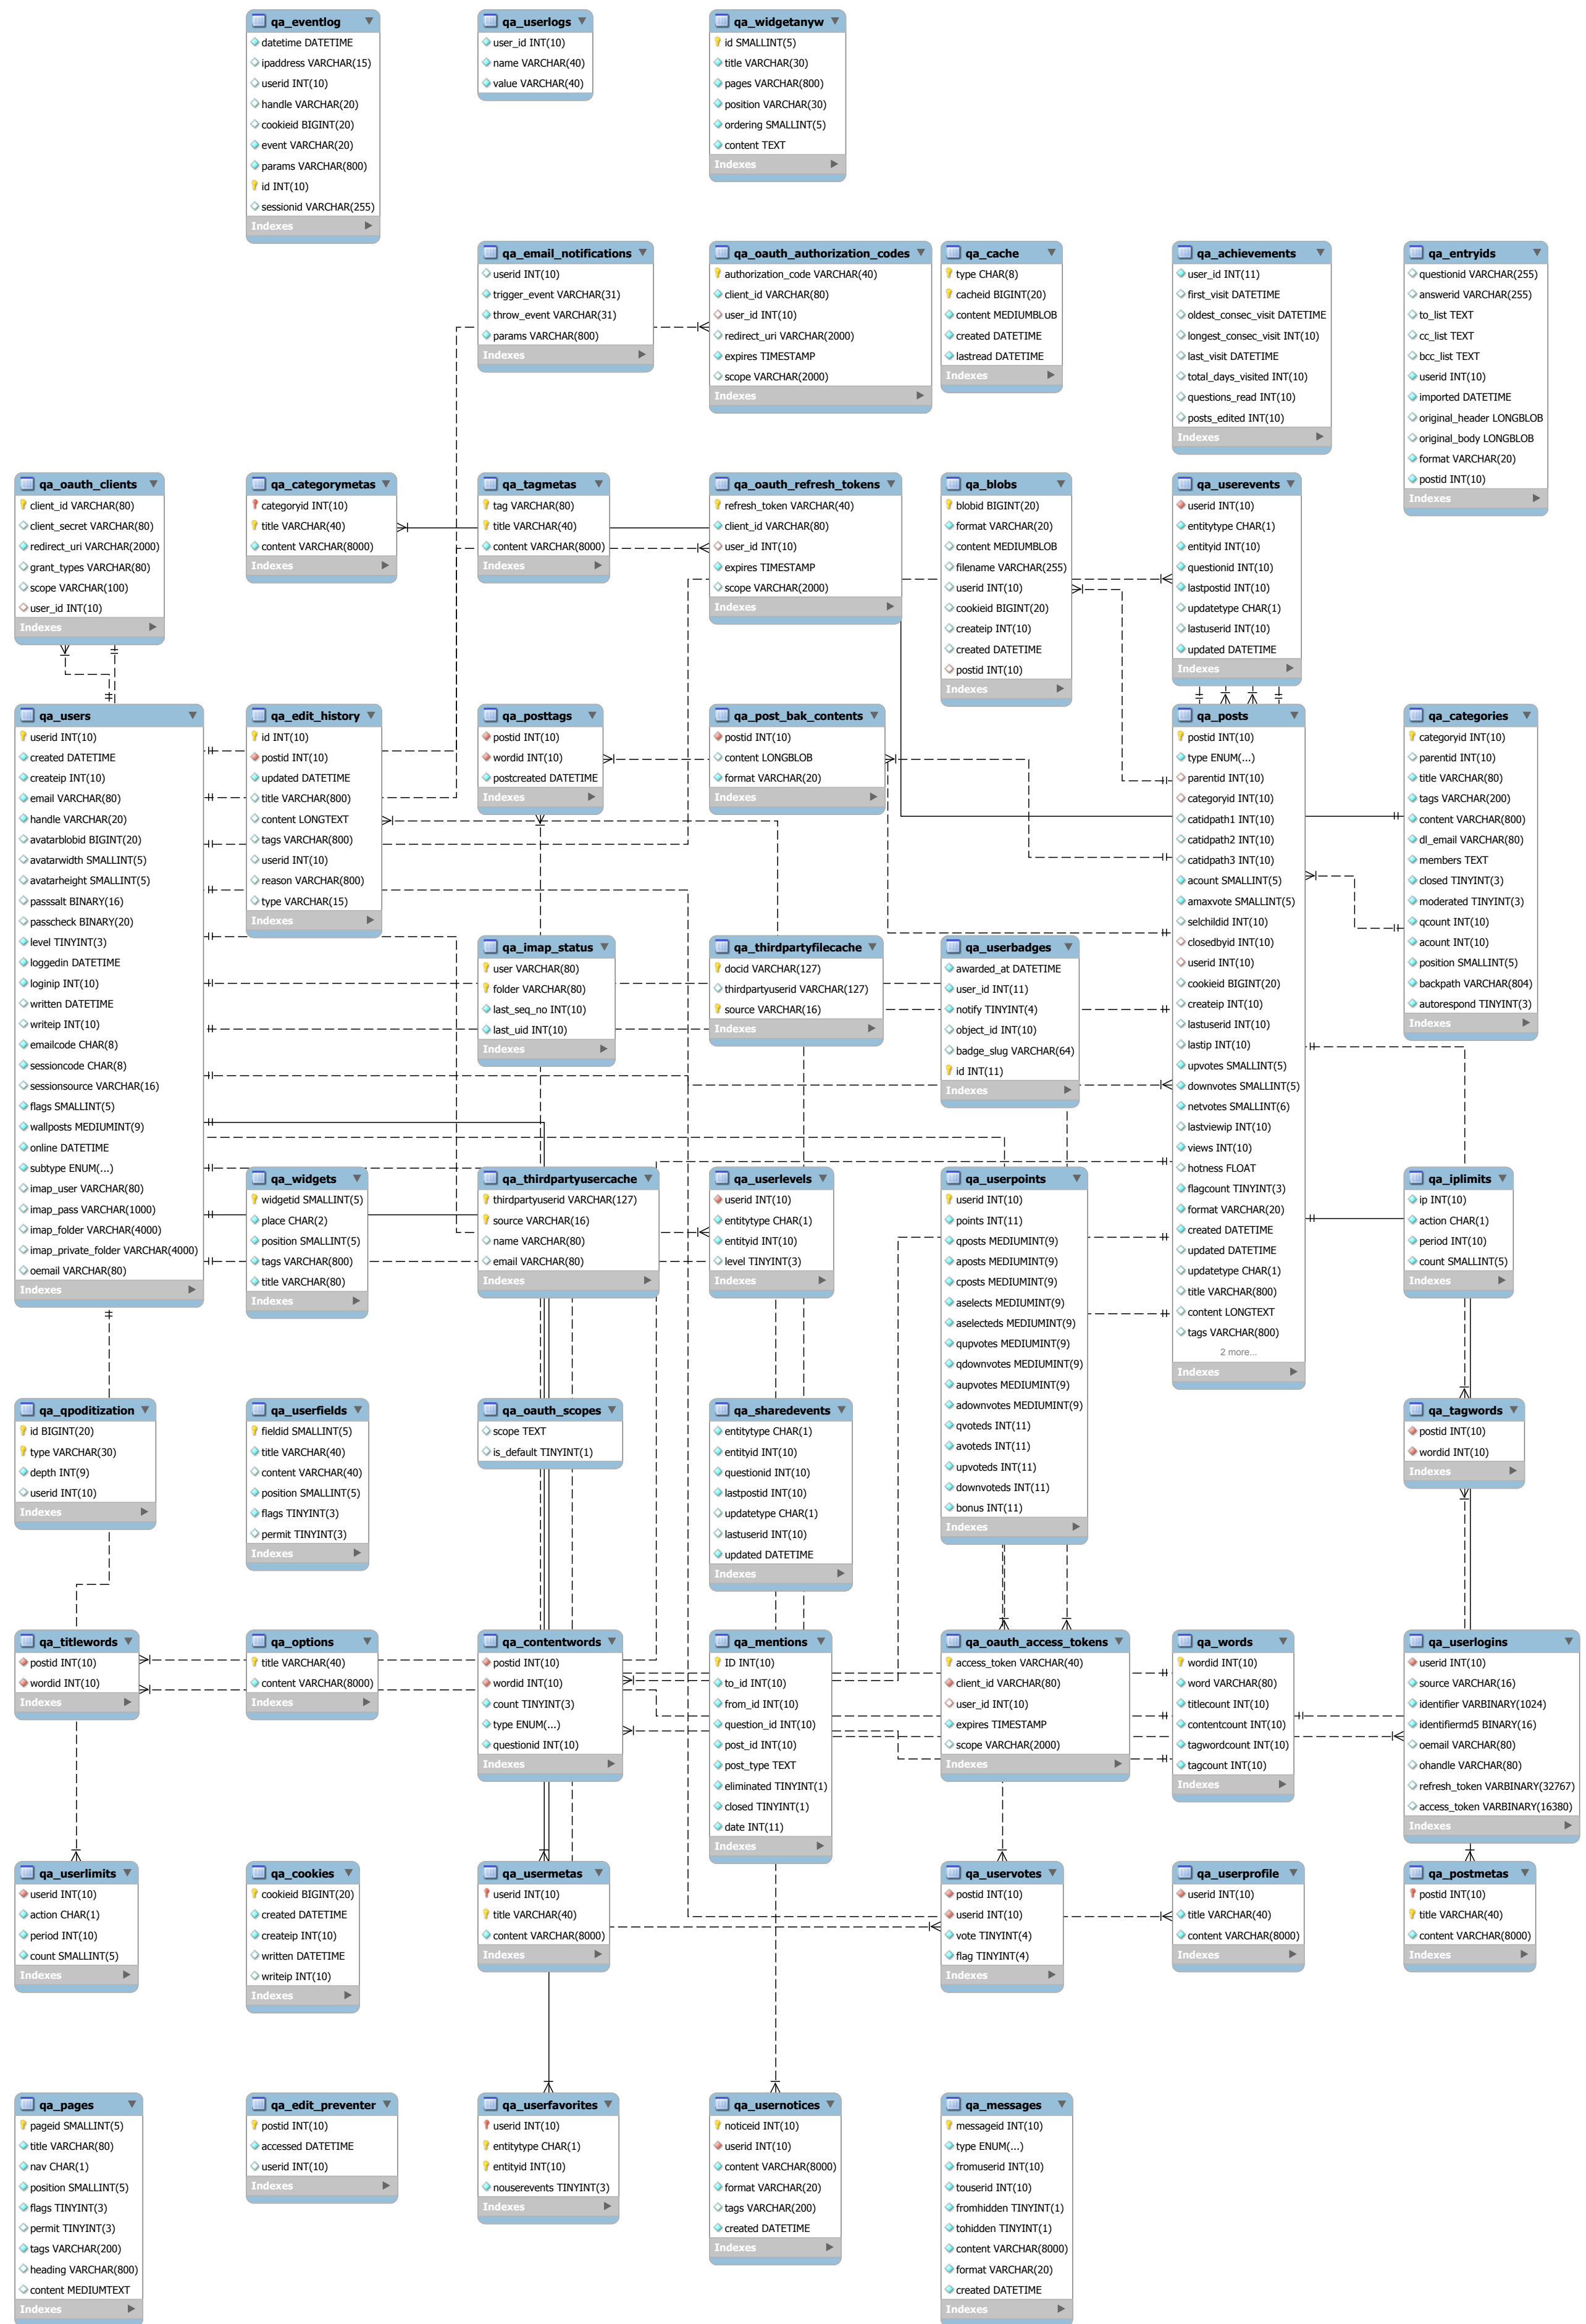 qa_eventlog
datetime DATETIME
ipaddress VARCHAR(15)
userid INT(10)
handle VARCHAR(20)
cookieid BIGINT(20)
event VARCHAR(20)
params VARCHAR(800)
id INT(10)
sessionid VARCHAR(255)
Indexes
qa_userlogs
user_id INT(10)
name VARCHAR(40)
value VARCHAR(40)
qa_widgetanyw
id SMALLINT(5)
title VARCHAR(30)
pages VARCHAR(800)
position VARCHAR(30)
ordering SMALLINT(5)
content TEXT
Indexes
qa_email_notifications
userid INT(10)
trigger_event VARCHAR(31)
throw_event VARCHAR(31)
params VARCHAR(800)
Indexes
qa_oauth_authorization_codes
authorization_code VARCHAR(40)
client_id VARCHAR(80)
user_id INT(10)
redirect_uri VARCHAR(2000)
expires TIMESTAMP
scope VARCHAR(2000)
Indexes
qa_cache
type CHAR(8)
cacheid BIGINT(20)
content MEDIUMBLOB
created DATETIME
lastread DATETIME
Indexes
qa_achievements
user_id INT(11)
first_visit DATETIME
oldest_consec_visit DATETIME
longest_consec_visit INT(10)
last_visit DATETIME
total_days_visited INT(10)
questions_read INT(10)
posts_edited INT(10)
Indexes
qa_entryids
questionid VARCHAR(255)
answerid VARCHAR(255)
to_list TEXT
cc_list TEXT
bcc_list TEXT
userid INT(10)
imported DATETIME
original_header LONGBLOB
original_body LONGBLOB
format VARCHAR(20)
postid INT(10)
Indexes
qa_oauth_clients
client_id VARCHAR(80)
client_secret VARCHAR(80)
redirect_uri VARCHAR(2000)
grant_types VARCHAR(80)
scope VARCHAR(100)
user_id INT(10)
Indexes
qa_categorymetas
categoryid INT(10)
title VARCHAR(40)
content VARCHAR(8000)
Indexes
qa_tagmetas
tag VARCHAR(80)
title VARCHAR(40)
content VARCHAR(8000)
Indexes
qa_oauth_refresh_tokens
refresh_token VARCHAR(40)
client_id VARCHAR(80)
user_id INT(10)
expires TIMESTAMP
scope VARCHAR(2000)
Indexes
qa_blobs
blobid BIGINT(20)
format VARCHAR(20)
content MEDIUMBLOB
filename VARCHAR(255)
userid INT(10)
cookieid BIGINT(20)
createip INT(10)
created DATETIME
postid INT(10)
Indexes
qa_userevents
userid INT(10)
entitytype CHAR(1)
entityid INT(10)
questionid INT(10)
lastpostid INT(10)
updatetype CHAR(1)
lastuserid INT(10)
updated DATETIME
Indexes
qa_users
userid INT(10)
created DATETIME
createip INT(10)
email VARCHAR(80)
handle VARCHAR(20)
avatarblobid BIGINT(20)
avatarwidth SMALLINT(5)
avatarheight SMALLINT(5)
passsalt BINARY(16)
passcheck BINARY(20)
level TINYINT(3)
loggedin DATETIME
loginip INT(10)
written DATETIME
writeip INT(10)
emailcode CHAR(8)
sessioncode CHAR(8)
sessionsource VARCHAR(16)
flags SMALLINT(5)
wallposts MEDIUMINT(9)
online DATETIME
subtype ENUM(...)
imap_user VARCHAR(80)
imap_pass VARCHAR(1000)
imap_folder VARCHAR(4000)
imap_private_folder VARCHAR(4000)
oemail VARCHAR(80)
Indexes
qa_edit_history
id INT(10)
postid INT(10)
updated DATETIME
title VARCHAR(800)
content LONGTEXT
tags VARCHAR(800)
userid INT(10)
reason VARCHAR(800)
type VARCHAR(15)
Indexes
qa_posttags
postid INT(10)
wordid INT(10)
postcreated DATETIME
Indexes
qa_post_bak_contents
postid INT(10)
content LONGBLOB
format VARCHAR(20)
Indexes
qa_posts
postid INT(10)
type ENUM(...)
parentid INT(10)
categoryid INT(10)
catidpath1 INT(10)
catidpath2 INT(10)
catidpath3 INT(10)
acount SMALLINT(5)
amaxvote SMALLINT(5)
selchildid INT(10)
closedbyid INT(10)
userid INT(10)
cookieid BIGINT(20)
createip INT(10)
lastuserid INT(10)
lastip INT(10)
upvotes SMALLINT(5)
downvotes SMALLINT(5)
netvotes SMALLINT(6)
lastviewip INT(10)
views INT(10)
hotness FLOAT
flagcount TINYINT(3)
format VARCHAR(20)
created DATETIME
updated DATETIME
updatetype CHAR(1)
title VARCHAR(800)
content LONGTEXT
tags VARCHAR(800)
2 more...
Indexes
qa_categories
categoryid INT(10)
parentid INT(10)
title VARCHAR(80)
tags VARCHAR(200)
content VARCHAR(800)
dl_email VARCHAR(80)
members TEXT
closed TINYINT(3)
moderated TINYINT(3)
qcount INT(10)
acount INT(10)
position SMALLINT(5)
backpath VARCHAR(804)
autorespond TINYINT(3)
Indexes
qa_imap_status
user VARCHAR(80)
folder VARCHAR(80)
last_seq_no INT(10)
last_uid INT(10)
Indexes
qa_thirdpartyfilecache
docid VARCHAR(127)
thirdpartyuserid VARCHAR(127)
source VARCHAR(16)
Indexes
qa_userbadges
awarded_at DATETIME
user_id INT(11)
notify TINYINT(4)
object_id INT(10)
badge_slug VARCHAR(64)
id INT(11)
Indexes
qa_widgets
widgetid SMALLINT(5)
place CHAR(2)
position SMALLINT(5)
tags VARCHAR(800)
title VARCHAR(80)
Indexes
qa_thirdpartyusercache
thirdpartyuserid VARCHAR(127)
source VARCHAR(16)
name VARCHAR(80)
email VARCHAR(80)
Indexes
qa_userlevels
userid INT(10)
entitytype CHAR(1)
entityid INT(10)
level TINYINT(3)
Indexes
qa_userpoints
userid INT(10)
points INT(11)
qposts MEDIUMINT(9)
aposts MEDIUMINT(9)
cposts MEDIUMINT(9)
aselects MEDIUMINT(9)
aselecteds MEDIUMINT(9)
qupvotes MEDIUMINT(9)
qdownvotes MEDIUMINT(9)
aupvotes MEDIUMINT(9)
adownvotes MEDIUMINT(9)
qvoteds INT(11)
avoteds INT(11)
upvoteds INT(11)
downvoteds INT(11)
bonus INT(11)
Indexes
qa_iplimits
ip INT(10)
action CHAR(1)
period INT(10)
count SMALLINT(5)
Indexes
qa_qpoditization
id BIGINT(20)
type VARCHAR(30)
depth INT(9)
userid INT(10)
Indexes
qa_userfields
fieldid SMALLINT(5)
title VARCHAR(40)
content VARCHAR(40)
position SMALLINT(5)
flags TINYINT(3)
permit TINYINT(3)
Indexes
qa_oauth_scopes
scope TEXT
is_default TINYINT(1)
qa_sharedevents
entitytype CHAR(1)
entityid INT(10)
questionid INT(10)
lastpostid INT(10)
updatetype CHAR(1)
lastuserid INT(10)
updated DATETIME
Indexes
qa_tagwords
postid INT(10)
wordid INT(10)
Indexes
qa_titlewords
postid INT(10)
wordid INT(10)
Indexes
qa_options
title VARCHAR(40)
content VARCHAR(8000)
Indexes
qa_contentwords
postid INT(10)
wordid INT(10)
count TINYINT(3)
type ENUM(...)
questionid INT(10)
Indexes
qa_mentions
ID INT(10)
to_id INT(10)
from_id INT(10)
question_id INT(10)
post_id INT(10)
post_type TEXT
eliminated TINYINT(1)
closed TINYINT(1)
date INT(11)
Indexes
qa_oauth_access_tokens
access_token VARCHAR(40)
client_id VARCHAR(80)
user_id INT(10)
expires TIMESTAMP
scope VARCHAR(2000)
Indexes
qa_words
wordid INT(10)
word VARCHAR(80)
titlecount INT(10)
contentcount INT(10)
tagwordcount INT(10)
tagcount INT(10)
Indexes
qa_userlogins
userid INT(10)
source VARCHAR(16)
identifier VARBINARY(1024)
identifiermd5 BINARY(16)
oemail VARCHAR(80)
ohandle VARCHAR(80)
refresh_token VARBINARY(32767)
access_token VARBINARY(16380)
Indexes
qa_userlimits
userid INT(10)
action CHAR(1)
period INT(10)
count SMALLINT(5)
Indexes
qa_cookies
cookieid BIGINT(20)
created DATETIME
createip INT(10)
written DATETIME
writeip INT(10)
Indexes
qa_usermetas
userid INT(10)
title VARCHAR(40)
content VARCHAR(8000)
Indexes
qa_uservotes
postid INT(10)
userid INT(10)
vote TINYINT(4)
flag TINYINT(4)
Indexes
qa_userprofile
userid INT(10)
title VARCHAR(40)
content VARCHAR(8000)
Indexes
qa_postmetas
postid INT(10)
title VARCHAR(40)
content VARCHAR(8000)
Indexes
qa_pages
pageid SMALLINT(5)
title VARCHAR(80)
nav CHAR(1)
position SMALLINT(5)
flags TINYINT(3)
permit TINYINT(3)
tags VARCHAR(200)
heading VARCHAR(800)
content MEDIUMTEXT
Indexes
qa_edit_preventer
postid INT(10)
accessed DATETIME
userid INT(10)
Indexes
qa_userfavorites
userid INT(10)
entitytype CHAR(1)
entityid INT(10)
nouserevents TINYINT(3)
Indexes
qa_usernotices
noticeid INT(10)
userid INT(10)
content VARCHAR(8000)
format VARCHAR(20)
tags VARCHAR(200)
created DATETIME
Indexes
qa_messages
messageid INT(10)
type ENUM(...)
fromuserid INT(10)
touserid INT(10)
fromhidden TINYINT(1)
tohidden TINYINT(1)
content VARCHAR(8000)
format VARCHAR(20)
created DATETIME
Indexes